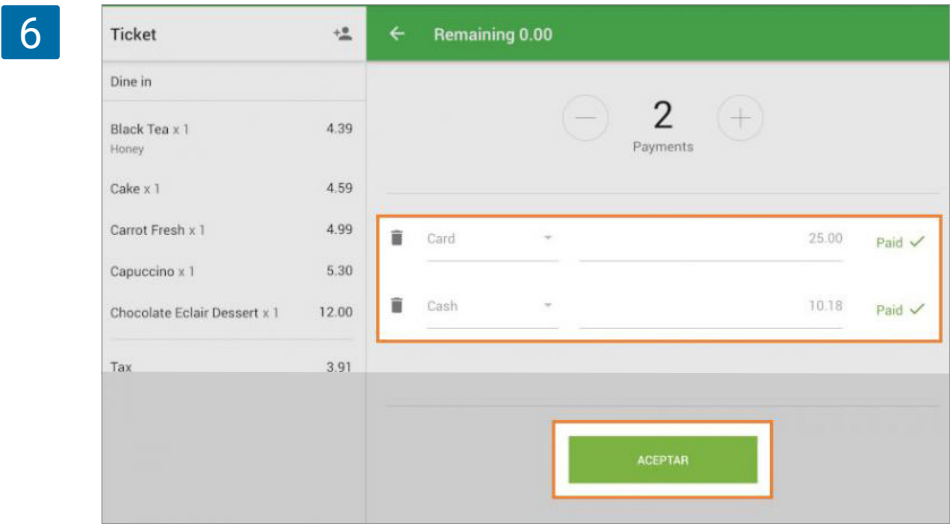 6
Ticket
Remaining 0.00
Dine in
Black Tea x 1 4.39
Honey
Cake x 1 4.59
Carrot Fresh x 1 4.99
Capuccino x 1 5.30
Chocolate Eclair Dessert x 1 12.00
Tax 3.91
2
Payments
Card 25.00 Paid
Cash 10.18 Paid
ACEPTAR